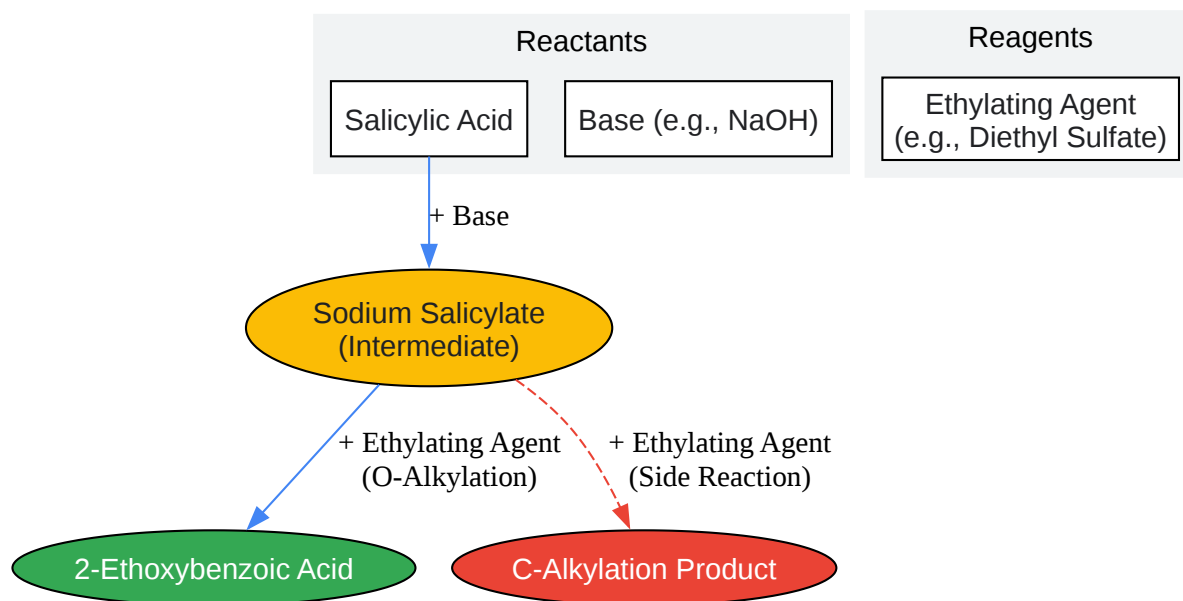 Reactants
Reagents
Salicylic Acid
Base (e.g., NaOH)
Ethylating Agent
(e.g., Diethyl Sulfate)
+ Base
Sodium Salicylate
(Intermediate)
+ Ethylating Agent
(O-Alkylation)
+ Ethylating Agent
(Side Reaction)
2-Ethoxybenzoic Acid
C-Alkylation Product